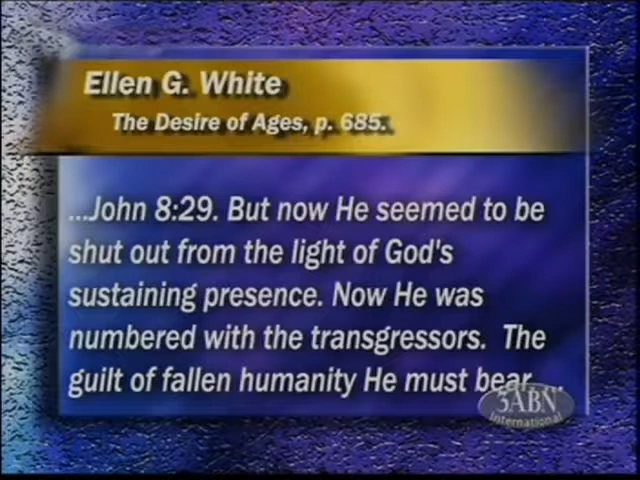 Ellen G. White
The Desire of Ages, p. 685.
...John 8:29. But now He seemed to be
shut out from the light of God's
sustaining presence. Now He was
numbered with the transgressors. The
guilt of fallen humanity He must bear...
3ABN
International